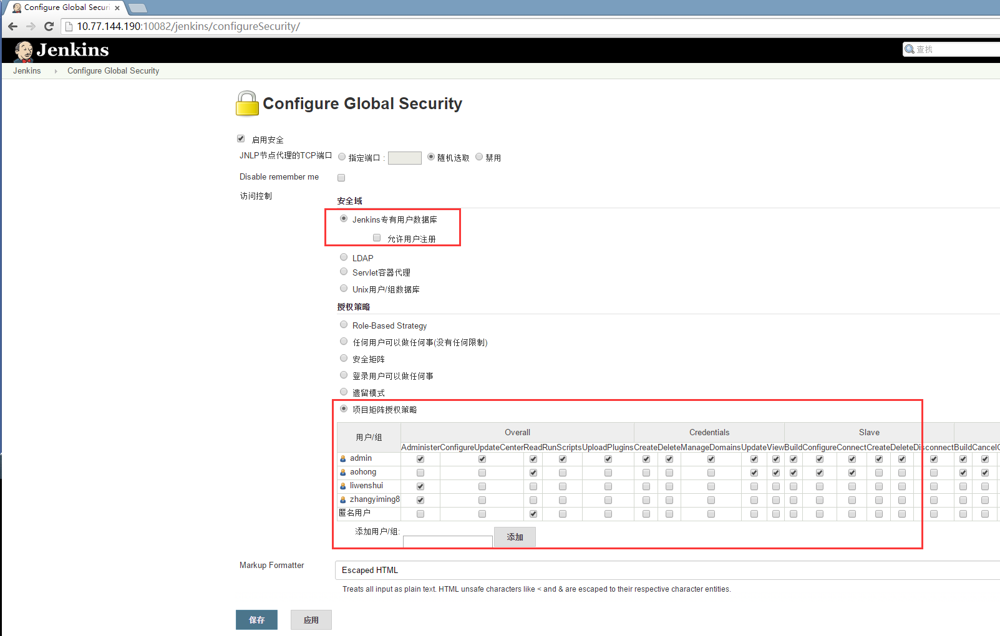 Configure Global Securi
10.77.144.190:10082/jenkins/configureSecurity/
Jenkins
查找
Jenkins Configure Global Security
Configure Global Security
启用安全
JNLP节点代理的TCP端口 指定端口 : 随机选取 禁用
Disable remember me
访问控制
安全域
Jenkins专有用户数据库
允许用户注册
LDAP
Servlet容器代理
Unix用户/组数据库
授权策略
Role-Based Strategy
任何用户可以做任何事(没有任何限制)
安全矩阵
登录用户可以做任何事
遗留模式
项目矩阵授权策略
用户/组 Overall Credentials Slave
Administer ConfigureUpdateCenter Read RunScripts UploadPlugins Create Delete ManageDomains Update View Build Configure Connect Create Delete Disconnect Build Cancel
admin
aohong
liwenshui
zhangyiming8
匿名用户
添加用户/组: 添加
Markup Formatter Escaped HTML
Treats all input as plain text. HTML unsafe characters like < and & are escaped to their respective character entities.
保存 应用